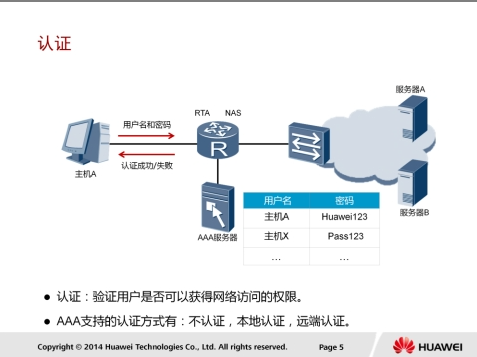 认证
服务器A
用户名和密码
RTA NAS
R
认证成功/失败
主机A
用户名 密码
主机A Huawei123
主机X Pass123
… …
服务器B
AAA服务器
● 认证：验证用户是否可以获得网络访问的权限。
● AAA支持的认证方式有：不认证，本地认证，远端认证。
Copyright © 2014 Huawei Technologies Co., Ltd. All rights reserved. Page 5 HUAWEI